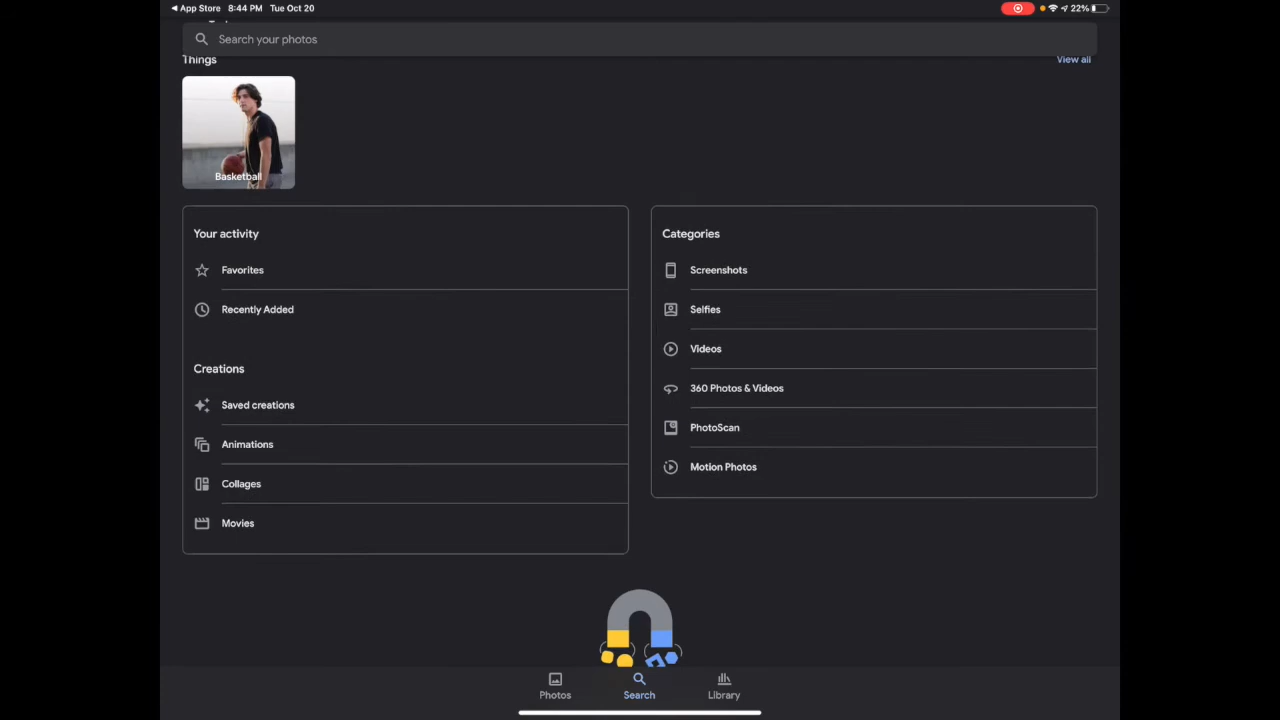 App Store 8:44 PM Tue Oct 20
22%
Search your photos
Things
View all
Basketball
Your activity
Favorites
Recently Added
Creations
Saved creations
Animations
Collages
Movies
Categories
Screenshots
Selfies
Videos
360 Photos & Videos
PhotoScan
Motion Photos
Photos
Search
Library